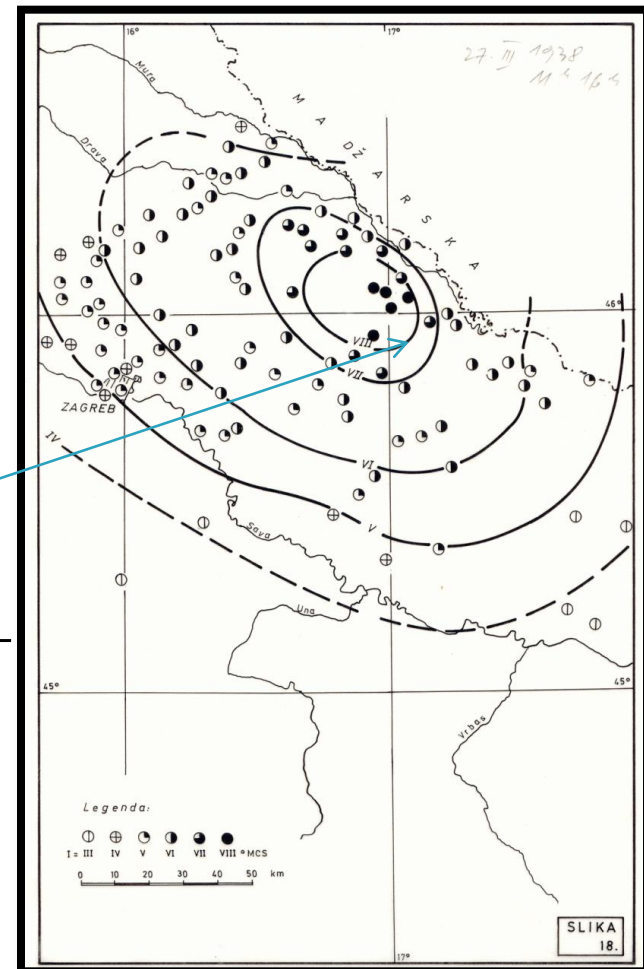 16°
17°
27. III 1938
11ʰ 16ᵐ
Mura
MADŽARSKA
Drava
46°
VIII
VII
ZAGREB
IV
VI
V
Sava
Una
45°
45°
Vrbas
Legenda:
I = III IV V VI VII VIII ° MCS
0 10 20 30 40 50 km
SLIKA
18.
17°